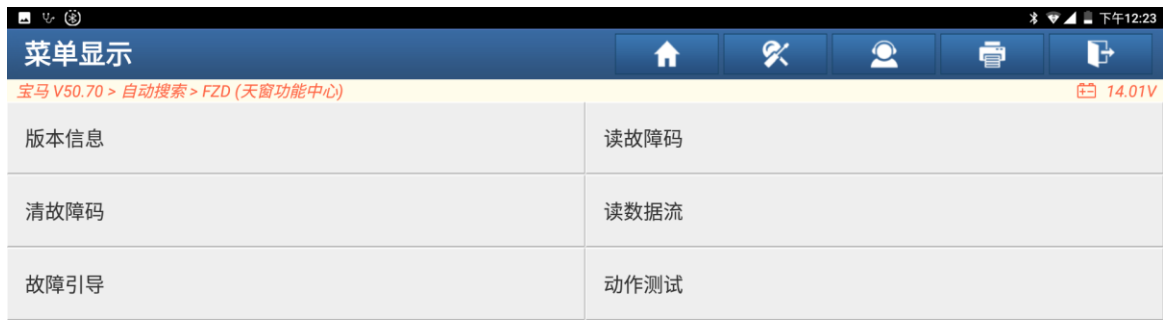 下午12:23
菜单显示
宝马 V50.70 > 自动搜索 > FZD (天窗功能中心) 14.01V
版本信息 读故障码
清故障码 读数据流
故障引导 动作测试